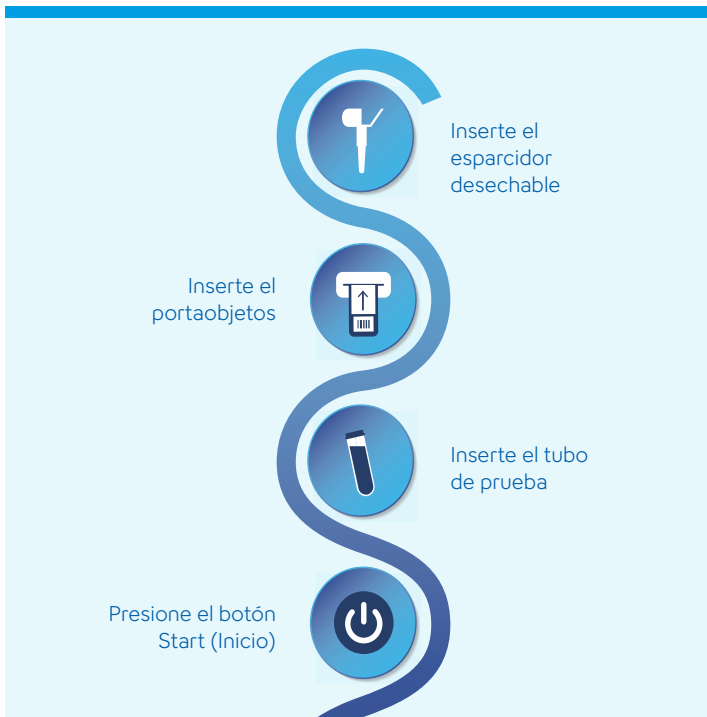 Inserte el
esparcidor
desechable
Inserte el
portaobjetos
Inserte el tubo
de prueba
Presione el botón
Start (Inicio)